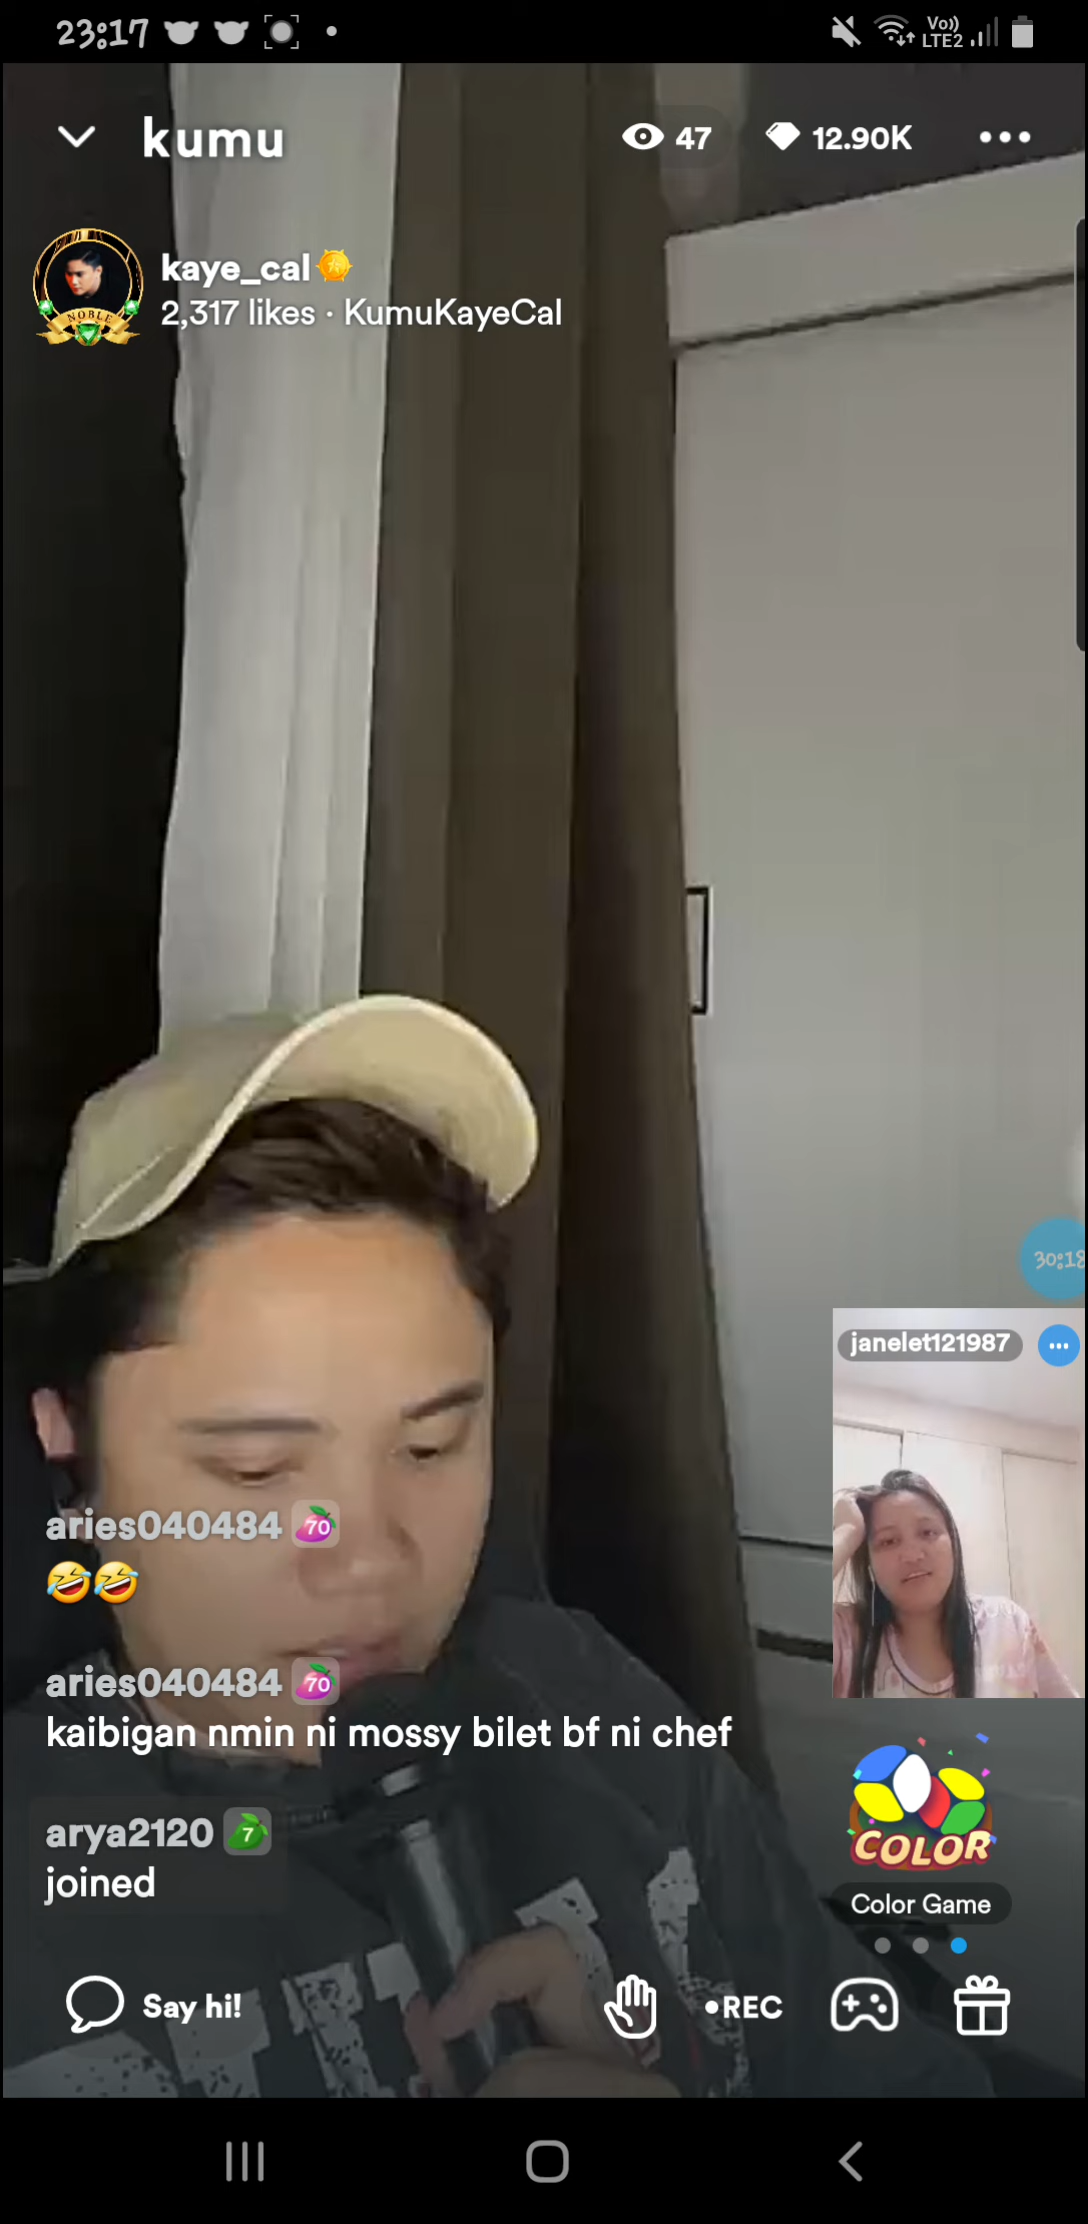 23:17
Vo))
LTE2
kumu
47
12.90K
kaye_cal
2,317 likes · KumuKayeCal
NOBLE
30:18
janelet121987
aries040484 70
🤣🤣
aries040484 70
kaibigan nmin ni mossy bilet bf ni chef
arya2120 7
joined
COLOR
Color Game
Say hi!
•REC